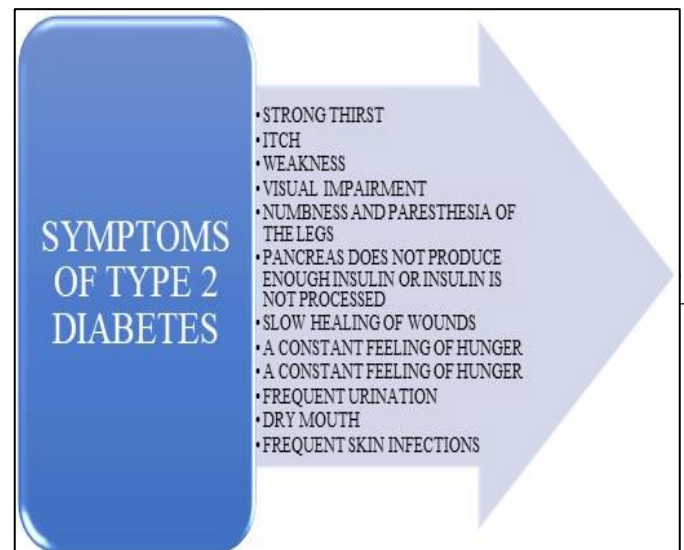 SYMPTOMS
OF TYPE 2
DIABETES
• STRONG THIRST
• ITCH
• WEAKNESS
• VISUAL IMPAIRMENT
• NUMBNESS AND PARESTHESIA OF
THE LEGS
• PANCREAS DOES NOT PRODUCE
ENOUGH INSULIN OR INSULIN IS
NOT PROCESSED
• SLOW HEALING OF WOUNDS
• A CONSTANT FEELING OF HUNGER
• A CONSTANT FEELING OF HUNGER
• FREQUENT URINATION
• DRY MOUTH
• FREQUENT SKIN INFECTIONS